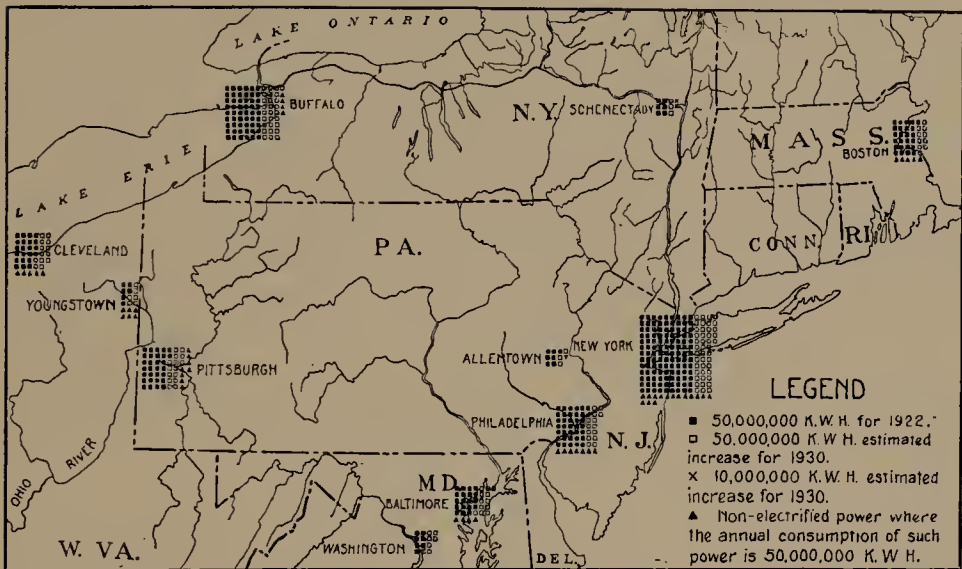 LAKE ONTARIO
BUFFALO
N.Y.
SCHENECTADY
MASS.
BOSTON
LAKE ERIE
CLEVELAND
PA.
CONN.
RI
YOUNGSTOWN
PITTSBURGH
ALLENTOWN
NEW YORK
PHILADELPHIA
N.J.
OHIO RIVER
MD.
BALTIMORE
WASHINGTON
W. VA.
DEL.
LEGEND
■ 50,000,000 K.W.H. for 1922.
□ 50,000,000 K.W.H. estimated
increase for 1930.
× 10,000,000 K.W.H. estimated
increase for 1930.
▲ Non-electrified power where
the annual consumption of such
power is 50,000,000 K.W.H.